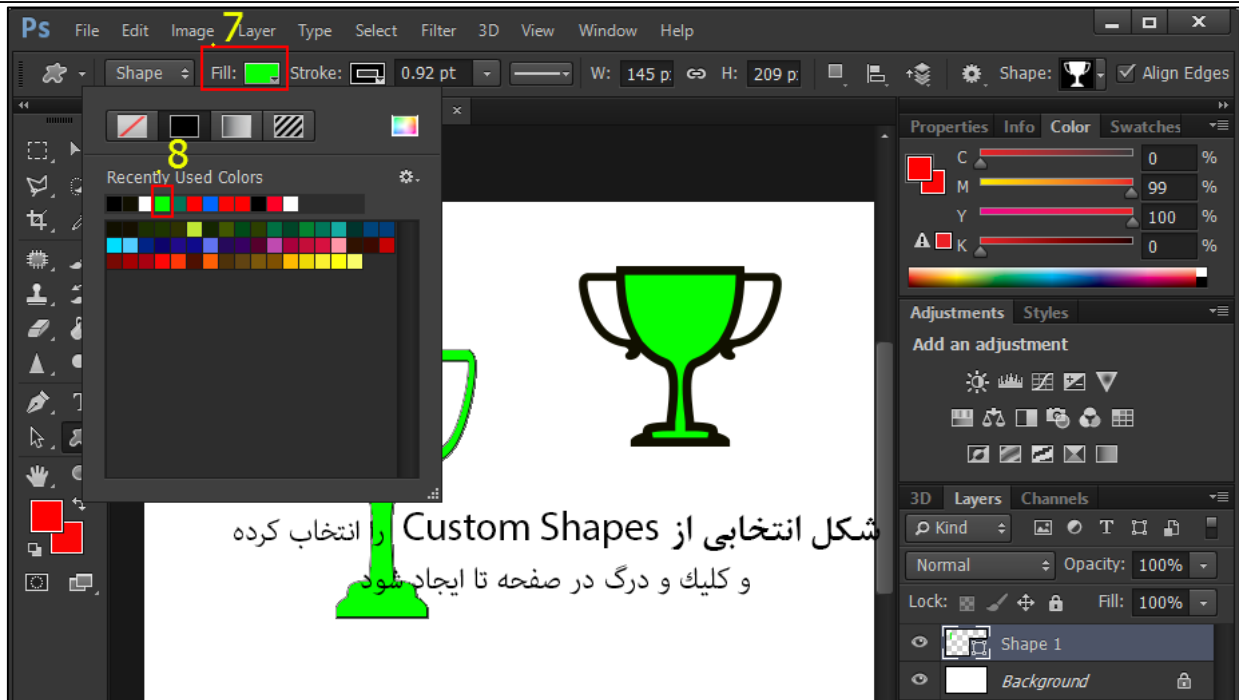 Ps File Edit Image Layer Type Select Filter 3D View Window Help
7
Shape Fill: Stroke: 0.92 pt W: 145 p: H: 209 p: Shape: Align Edges
8
Recently Used Colors
Properties Info Color Swatches
C 0 %
M 99 %
Y 100 %
K 0 %
Adjustments Styles
Add an adjustment
شکل انتخابی از Custom Shapes را انتخاب کرده
و کلیك و درگ در صفحه تا ایجاد شود
3D Layers Channels
Kind
Normal Opacity: 100%
Lock: Fill: 100%
Shape 1
Background